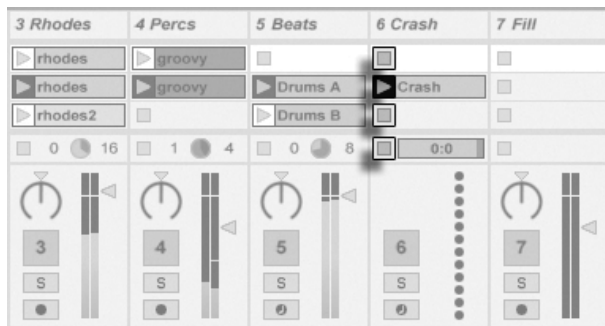 3 Rhodes 4 Percs 5 Beats 6 Crash 7 Fill
rhodes groovy
rhodes groovy Drums A Crash
rhodes2 Drums B
0 16 1 4 0 8 0:0
3 4 5 6 7
S S S S S